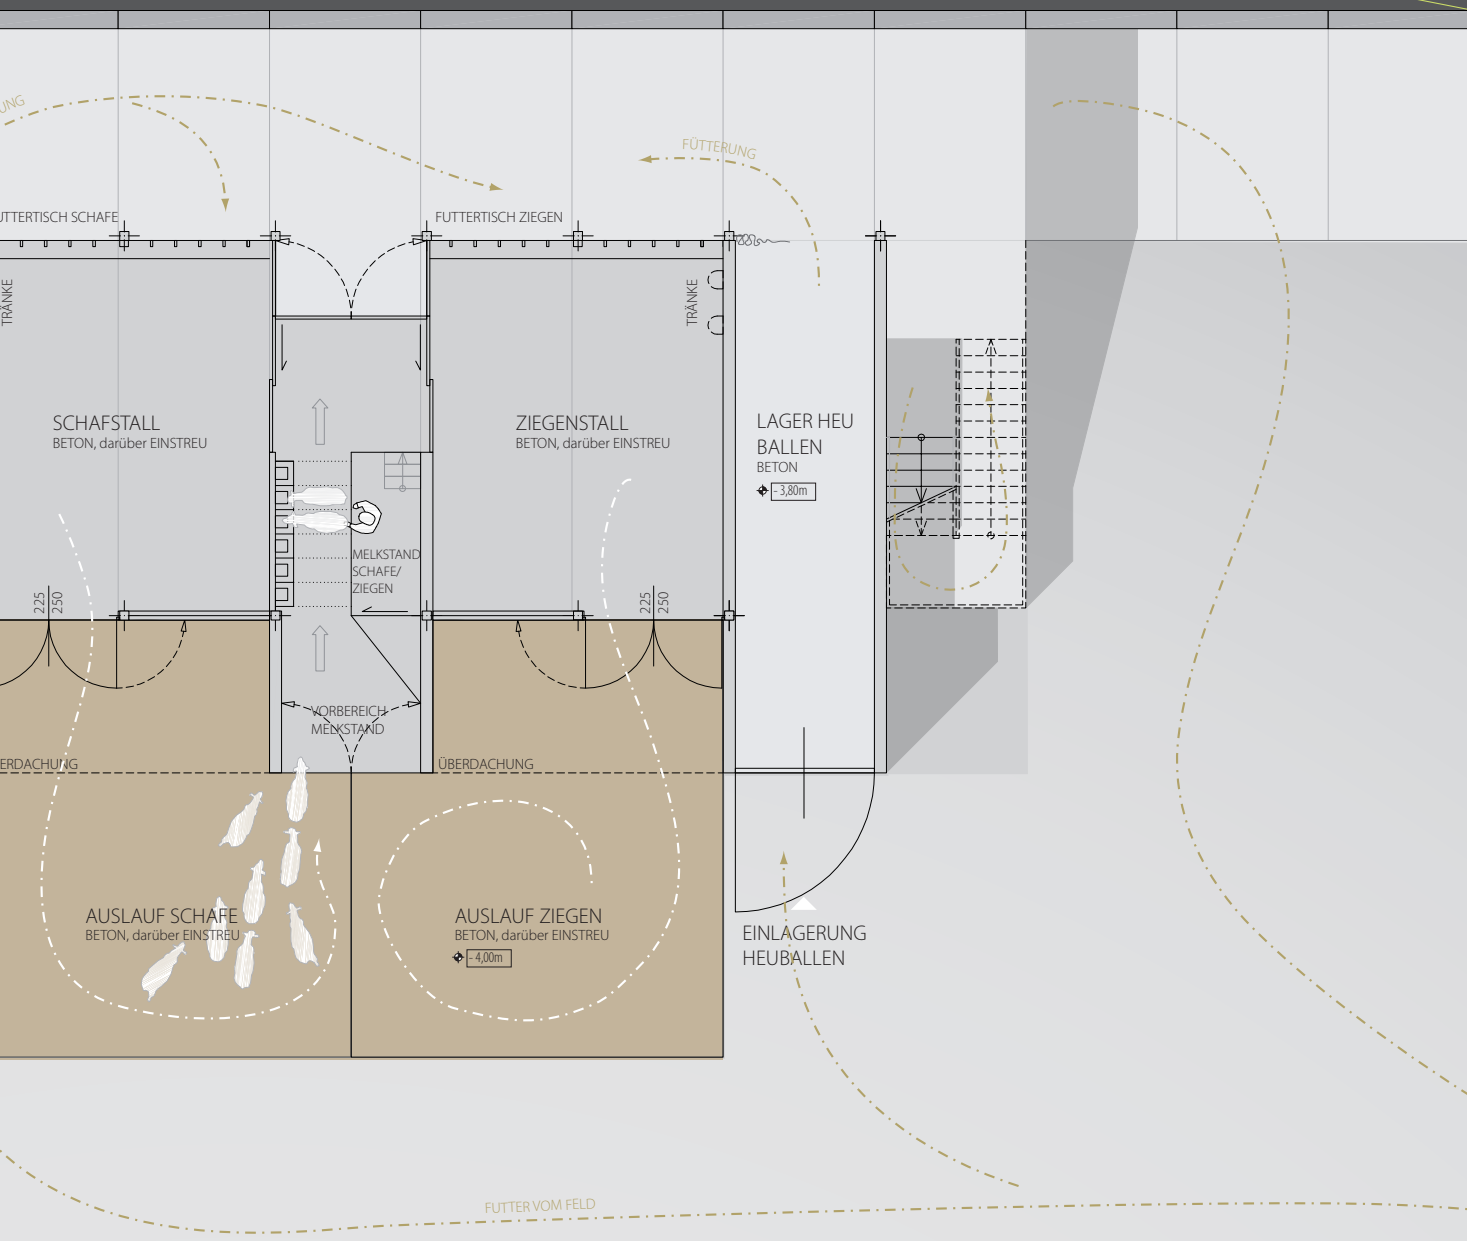 UNG
FÜTTERUNG
UTTERTISCH SCHAFE
FUTTERTISCH ZIEGEN
TRÄNKE
TRÄNKE
SCHAFSTALL
BETON, darüber EINSTREU
ZIEGENSTALL
BETON, darüber EINSTREU
LAGER HEU
BALLEN
BETON
- 3,80m
MELKSTAND
SCHAFE/
ZIEGEN
225
250
225
250
VORBEREICH
MELKSTAND
ERDACHUNG
ÜBERDACHUNG
AUSLAUF SCHAFE
BETON, darüber EINSTREU
AUSLAUF ZIEGEN
BETON, darüber EINSTREU
- 4,00m
EINLAGERUNG
HEUBALLEN
FUTTER VOM FELD